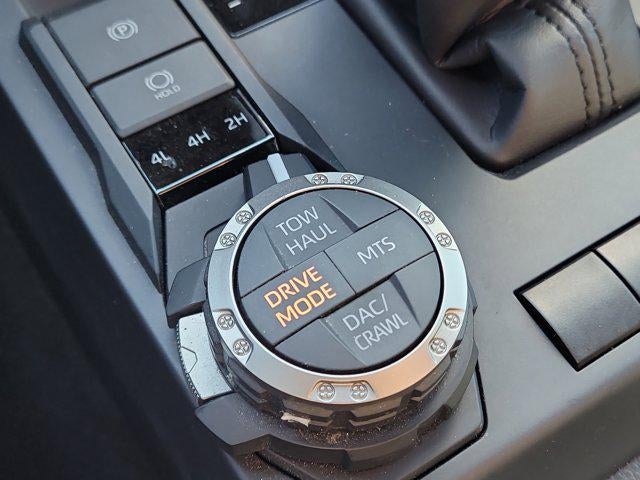 P
HOLD
4L 4H 2H
TOW
HAUL
MTS
DRIVE
MODE
DAC/
CRAWL